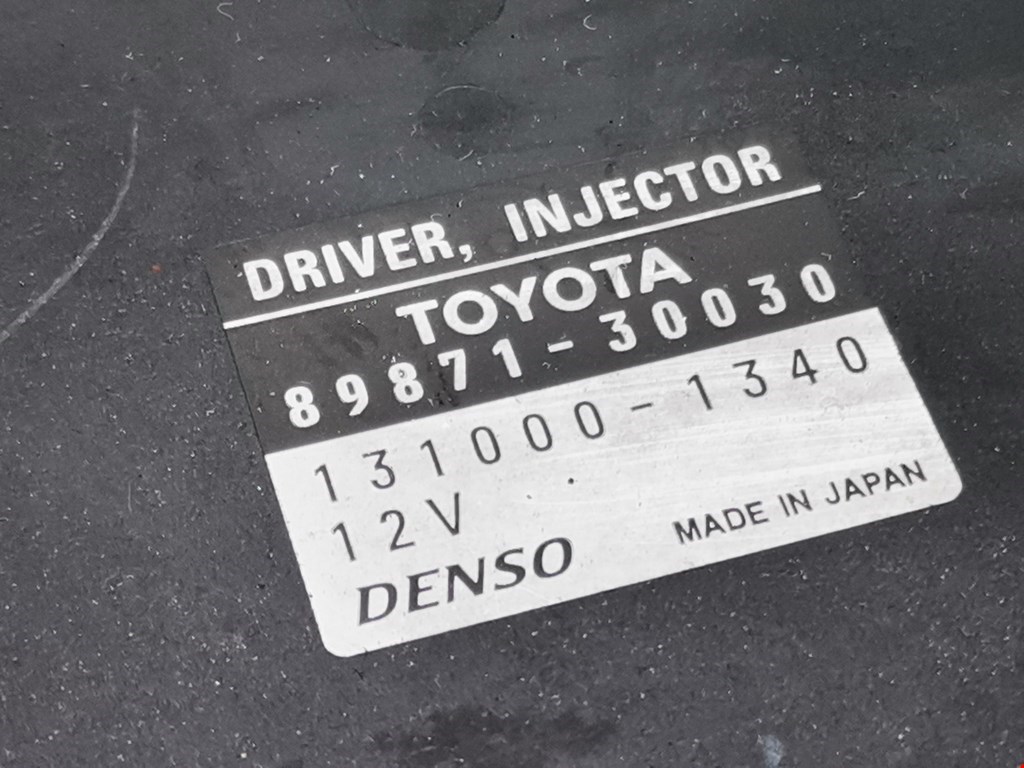 DRIVER, INJECTOR
TOYOTA
89871-30030
131000-1340
12V
DENSO MADE IN JAPAN